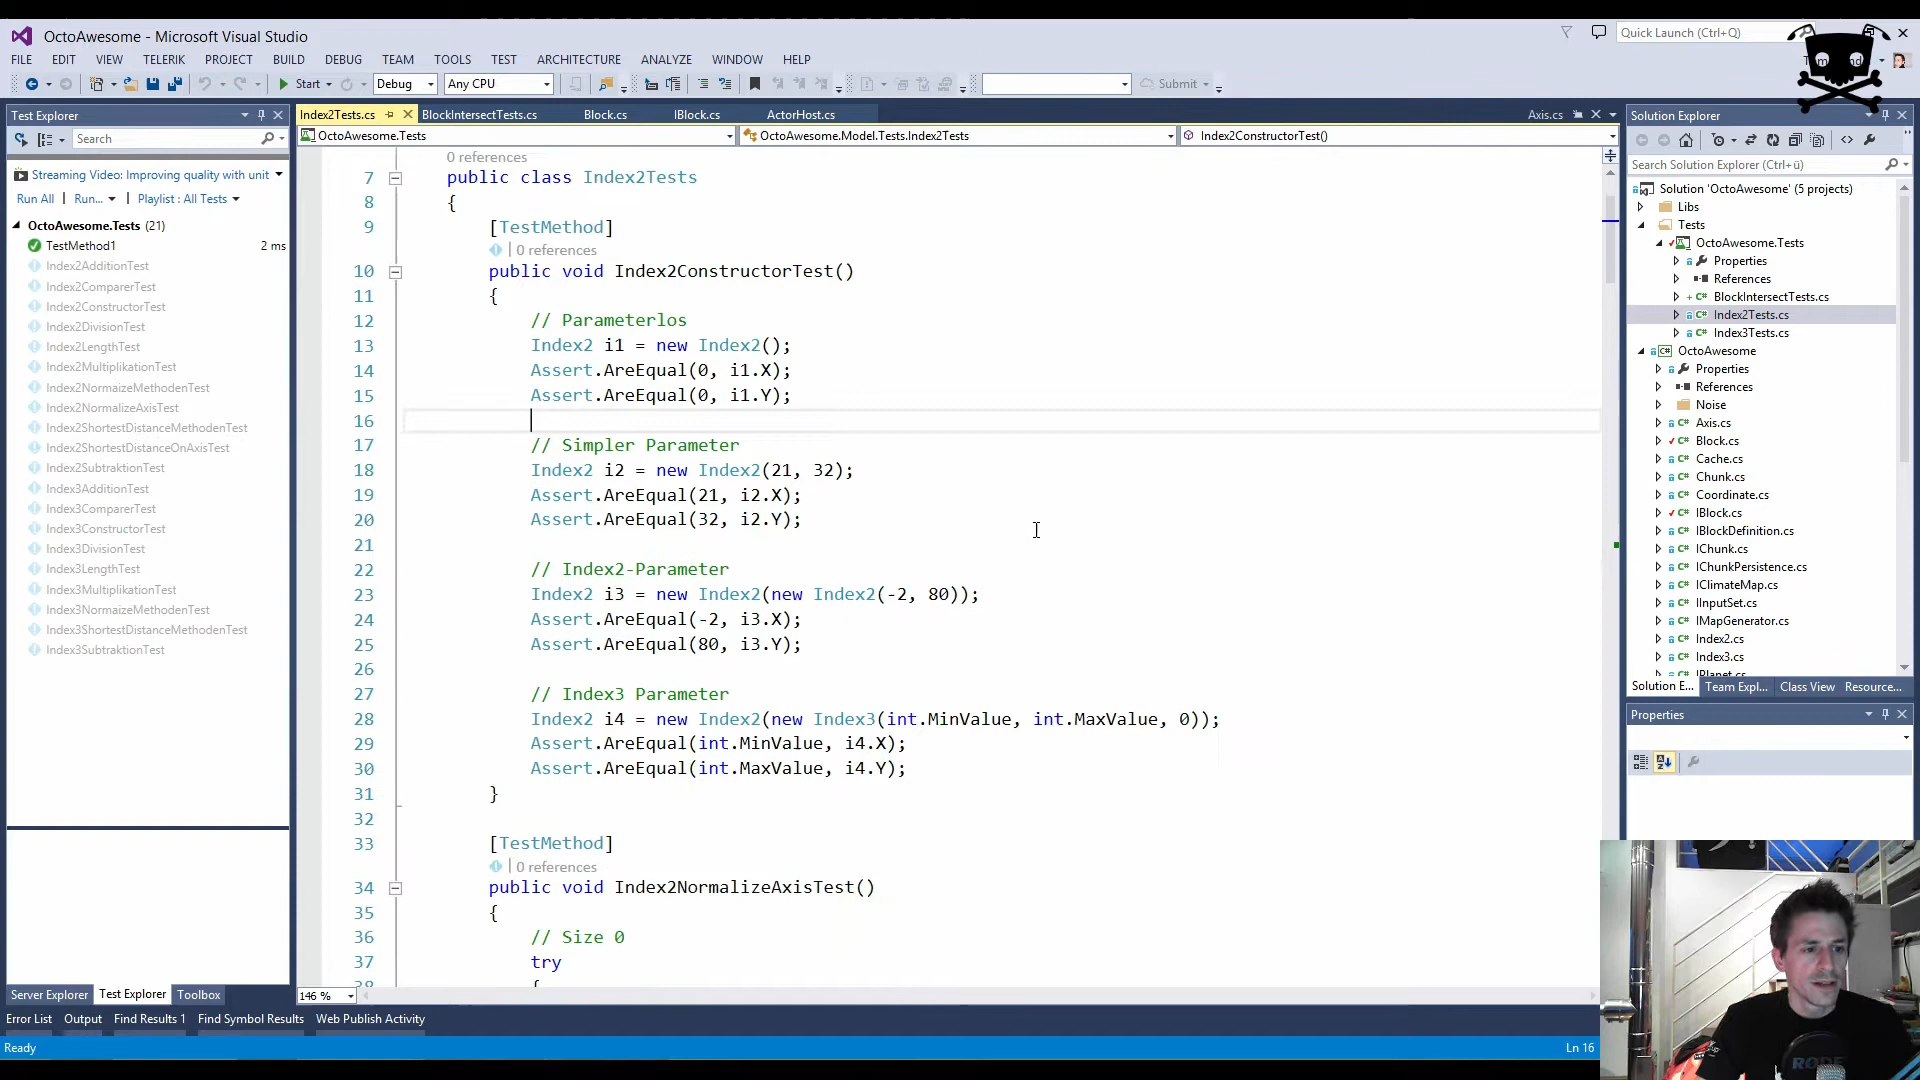 OctoAwesome - Microsoft Visual Studio
Quick Launch (Ctrl+Q)
FILE EDIT VIEW TELERIK PROJECT BUILD DEBUG TEAM TOOLS TEST ARCHITECTURE ANALYZE WINDOW HELP
Start Debug Any CPU Submit
Test Explorer
Search
Streaming Video: Improving quality with unit
Run All | Run... | Playlist : All Tests
OctoAwesome.Tests (21)
TestMethod1 2 ms
Index2AdditionTest
Index2ComparerTest
Index2ConstructorTest
Index2DivisionTest
Index2LengthTest
Index2MultiplikationTest
Index2NormaizeMethodenTest
Index2NormalizeAxisTest
Index2ShortestDistanceMethodenTest
Index2ShortestDistanceOnAxisTest
Index2SubtraktionTest
Index3AdditionTest
Index3ComparerTest
Index3ConstructorTest
Index3DivisionTest
Index3LengthTest
Index3MultiplikationTest
Index3NormaizeMethodenTest
Index3ShortestDistanceMethodenTest
Index3SubtraktionTest
Server Explorer Test Explorer Toolbox
Index2Tests.cs BlockIntersectTests.cs Block.cs IBlock.cs ActorHost.cs Axis.cs
OctoAwesome.Tests OctoAwesome.Model.Tests.Index2Tests Index2ConstructorTest()
0 references
7 public class Index2Tests
8 {
9 [TestMethod]
| 0 references
10 public void Index2ConstructorTest()
11 {
12 // Parameterlos
13 Index2 i1 = new Index2();
14 Assert.AreEqual(0, i1.X);
15 Assert.AreEqual(0, i1.Y);
16
17 // Simpler Parameter
18 Index2 i2 = new Index2(21, 32);
19 Assert.AreEqual(21, i2.X);
20 Assert.AreEqual(32, i2.Y);
21
22 // Index2-Parameter
23 Index2 i3 = new Index2(new Index2(-2, 80));
24 Assert.AreEqual(-2, i3.X);
25 Assert.AreEqual(80, i3.Y);
26
27 // Index3 Parameter
28 Index2 i4 = new Index2(new Index3(int.MinValue, int.MaxValue, 0));
29 Assert.AreEqual(int.MinValue, i4.X);
30 Assert.AreEqual(int.MaxValue, i4.Y);
31 }
32
33 [TestMethod]
| 0 references
34 public void Index2NormalizeAxisTest()
35 {
36 // Size 0
37 try
38 {
146 %
Solution Explorer
Search Solution Explorer (Ctrl+ü)
Solution 'OctoAwesome' (5 projects)
Libs
Tests
OctoAwesome.Tests
Properties
References
BlockIntersectTests.cs
Index2Tests.cs
Index3Tests.cs
OctoAwesome
Properties
References
Noise
Axis.cs
Block.cs
Cache.cs
Chunk.cs
Coordinate.cs
IBlock.cs
IBlockDefinition.cs
IChunk.cs
IChunkPersistence.cs
IClimateMap.cs
IInputSet.cs
IMapGenerator.cs
Index2.cs
Index3.cs
IPlanet.cs
Solution E... Team Expl... Class View Resource...
Properties
Error List Output Find Results 1 Find Symbol Results Web Publish Activity
Ready Ln 16
RODE